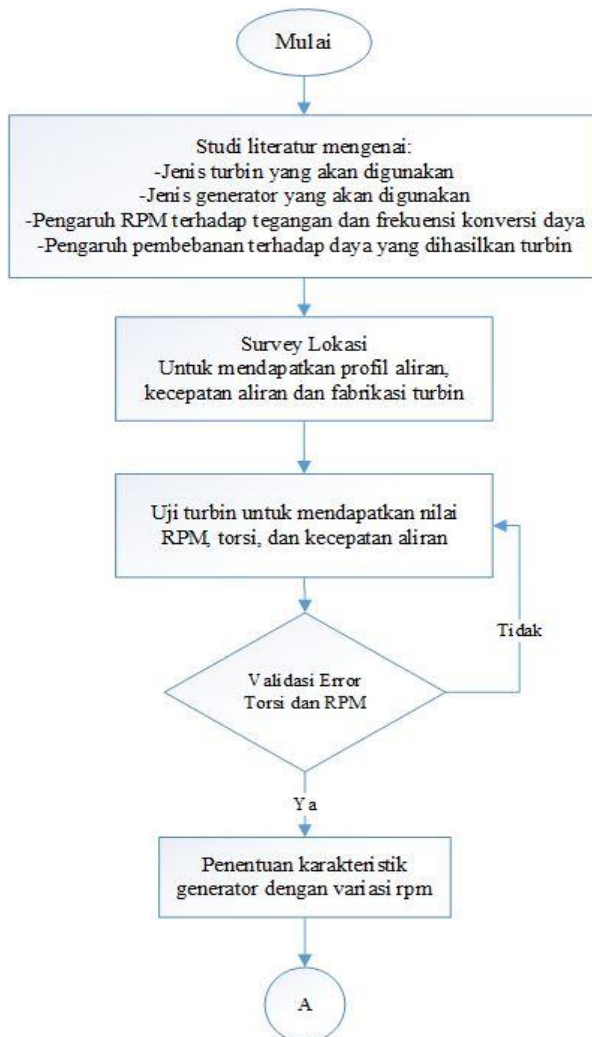 Mulai
Studi literatur mengenai:
-Jenis turbin yang akan digunakan
-Jenis generator yang akan digunakan
-Pengaruh RPM terhadap tegangan dan frekuensi konversi daya
-Pengaruh pembebanan terhadap daya yang dihasilkan turbin
Survey Lokasi
Untuk mendapatkan profil aliran,
kecepatan aliran dan fabrikasi turbin
Uji turbin untuk mendapatkan nilai
RPM, torsi, dan kecepatan aliran
Tidak
Validasi Error
Torsi dan RPM
Ya
Penentuan karakteristik
generator dengan variasi rpm
A